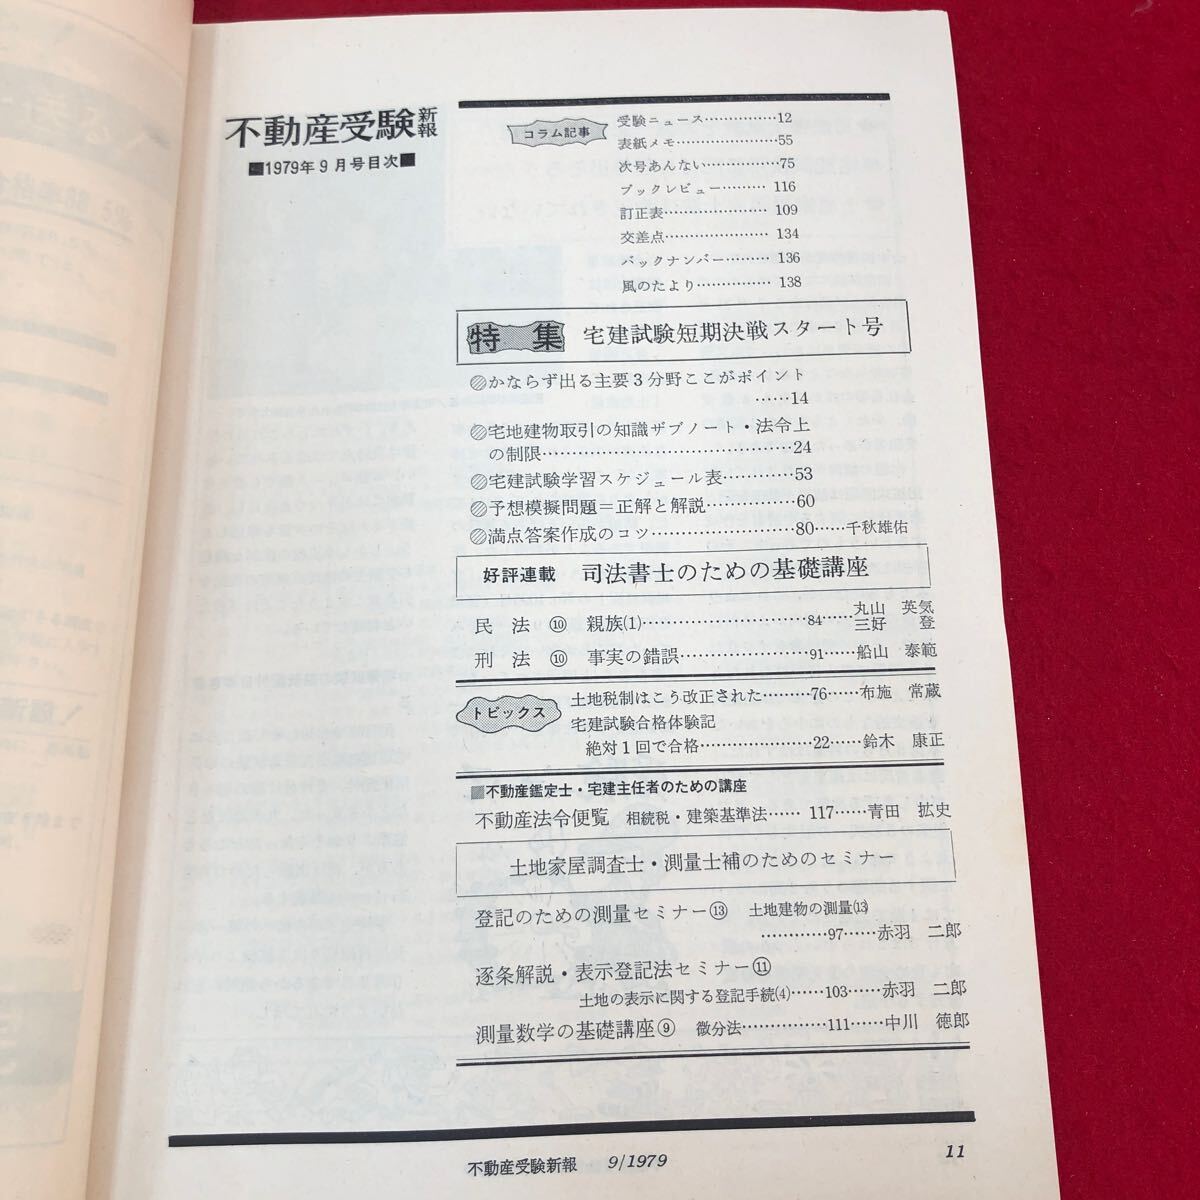 不動産受験新報
■1979年9月号目次■
コラム記事
受験ニュース……………12
表紙メモ…………………55
次号あんない……………75
ブックレビュー……… 116
訂正表………………… 109
交差点………………… 134
バックナンバー……… 136
風のたより…………… 138
特集 宅建試験短期決戦スタート号
かならず出る主要3分野ここがポイント
……14
宅地建物取引の知識ザブノート・法令上
の制限……………………………………24
宅建試験学習スケジュール表…………53
予想模擬問題＝正解と解説……………60
満点答案作成のコツ………………………80……千秋雄佑
好評連載 司法書士のための基礎講座
民法⑩ 親族(1)………………………84……丸山 英気
三好 登
刑法⑩ 事実の錯誤…………………91……船山 泰範
トピックス
土地税制はこう改正された………76……布施 常蔵
宅建試験合格体験記
絶対1回で合格………………22……鈴木 康正
■不動産鑑定士・宅建主任者のための講座
不動産法令便覧 相続税・建築基準法…… 117……青田 拡史
土地家屋調査士・測量士補のためのセミナー
登記のための測量セミナー⑬ 土地建物の測量⒀
…………97……赤羽 二郎
逐条解説・表示登記法セミナー⑪
土地の表示に関する登記手続(4)……103……赤羽 二郎
測量数学の基礎講座⑨ 微分法……………111……中川 徳郎
不動産受験新報 9/1979 11